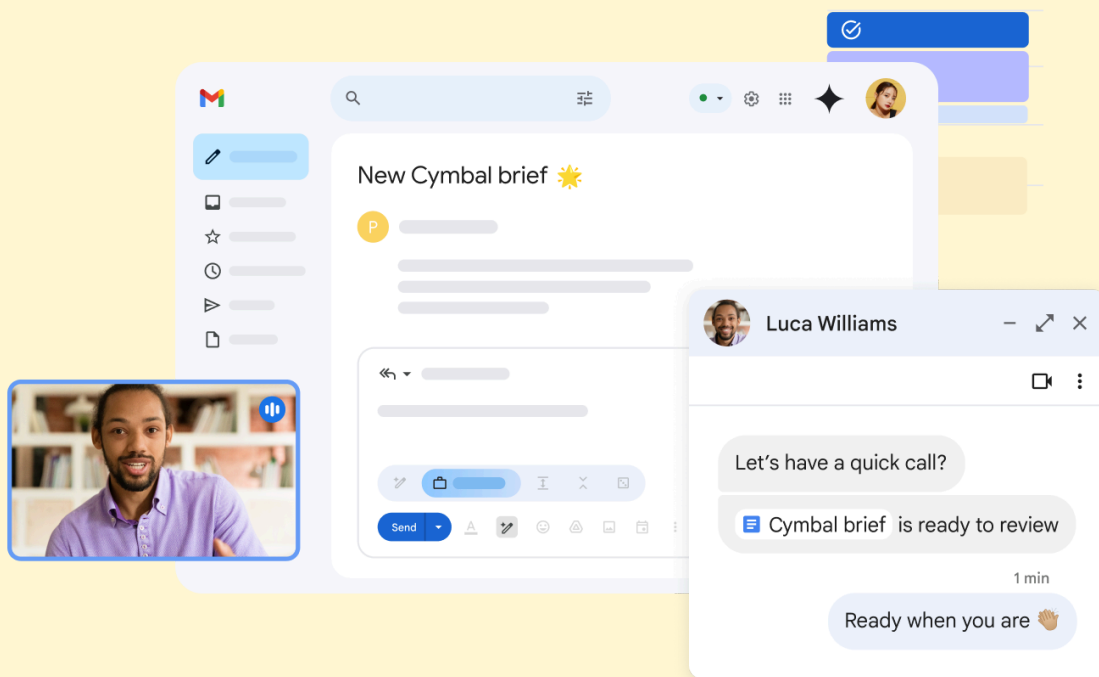 New Cymbal brief 🌟
P
Send
Luca Williams
Let’s have a quick call?
Cymbal brief is ready to review
1 min
Ready when you are 👏🏽